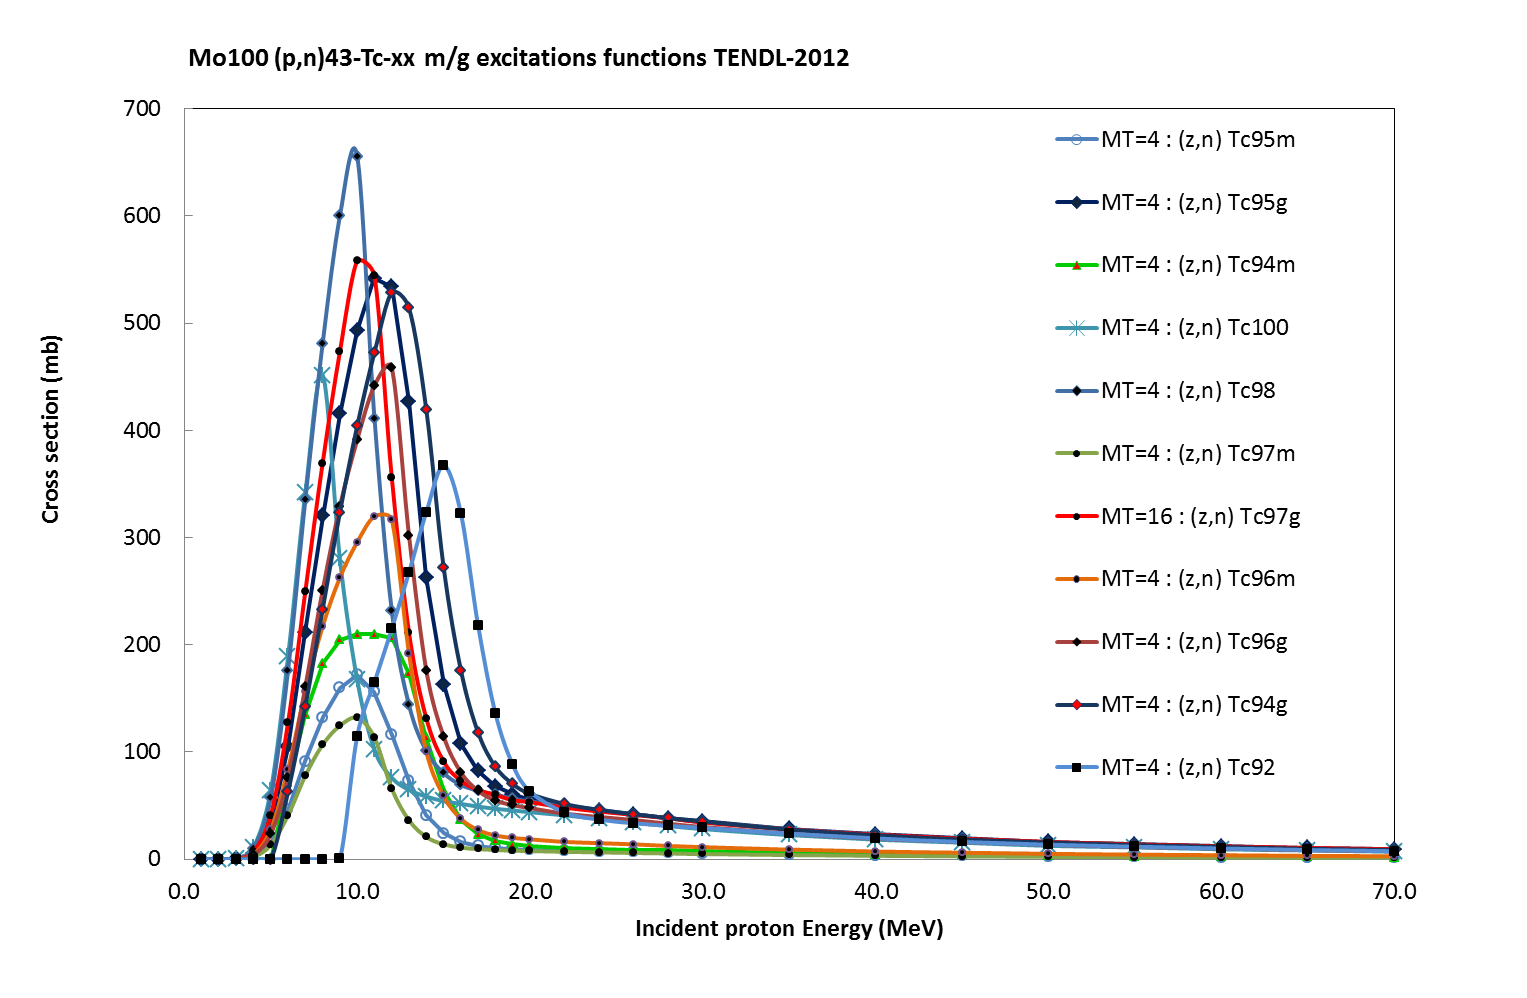 Mo100 (p,n)43-Tc-xx m/g excitations functions TENDL-2012
700
600
500
400
300
200
100
0
Cross section (mb)
0.0 10.0 20.0 30.0 40.0 50.0 60.0 70.0
Incident proton Energy (MeV)
MT=4 : (z,n) Tc95m
MT=4 : (z,n) Tc95g
MT=4 : (z,n) Tc94m
MT=4 : (z,n) Tc100
MT=4 : (z,n) Tc98
MT=4 : (z,n) Tc97m
MT=16 : (z,n) Tc97g
MT=4 : (z,n) Tc96m
MT=4 : (z,n) Tc96g
MT=4 : (z,n) Tc94g
MT=4 : (z,n) Tc92